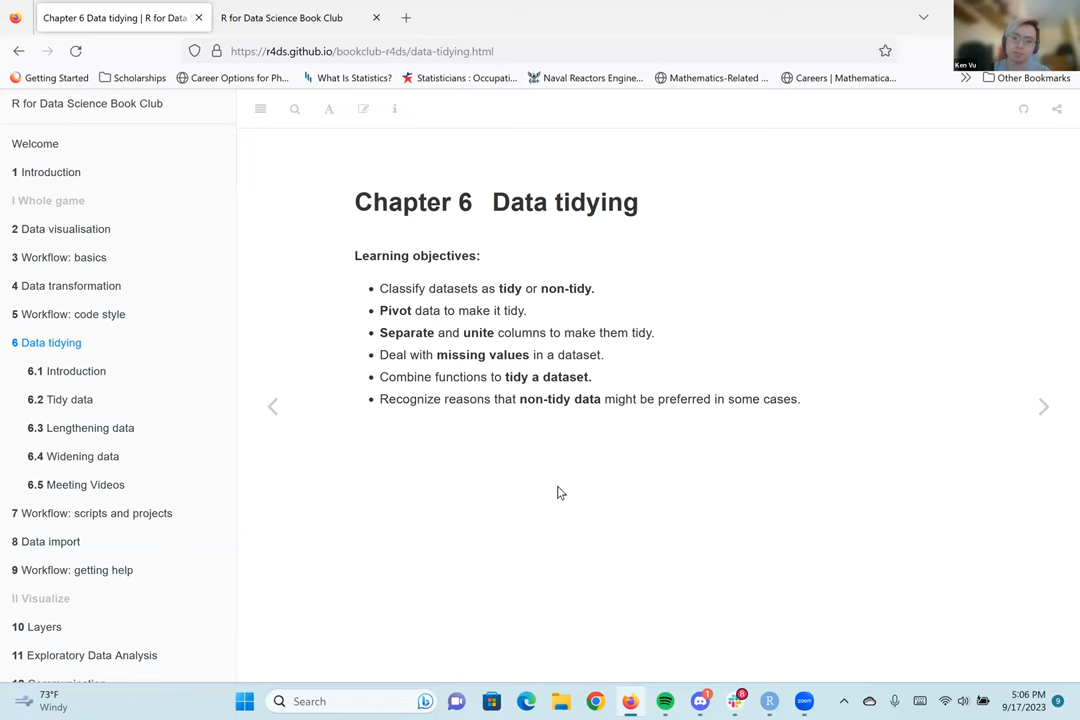 Chapter 6 Data tidying | R for Data
R for Data Science Book Club
https://r4ds.github.io/bookclub-r4ds/data-tidying.html
Getting Started
Scholarships
Career Options for Ph...
What Is Statistics?
Statisticians : Occupati...
Naval Reactors Engine...
Mathematics-Related ...
Careers | Mathematica...
Other Bookmarks
Ken Vu
R for Data Science Book Club
Welcome
1 Introduction
I Whole game
2 Data visualisation
3 Workflow: basics
4 Data transformation
5 Workflow: code style
6 Data tidying
6.1 Introduction
6.2 Tidy data
6.3 Lengthening data
6.4 Widening data
6.5 Meeting Videos
7 Workflow: scripts and projects
8 Data import
9 Workflow: getting help
II Visualize
10 Layers
11 Exploratory Data Analysis
Chapter 6 Data tidying
Learning objectives:
• Classify datasets as tidy or non-tidy.
• Pivot data to make it tidy.
• Separate and unite columns to make them tidy.
• Deal with missing values in a dataset.
• Combine functions to tidy a dataset.
• Recognize reasons that non-tidy data might be preferred in some cases.
73°F
Windy
Search
1
8
R
zoom
5:06 PM
9/17/2023
9